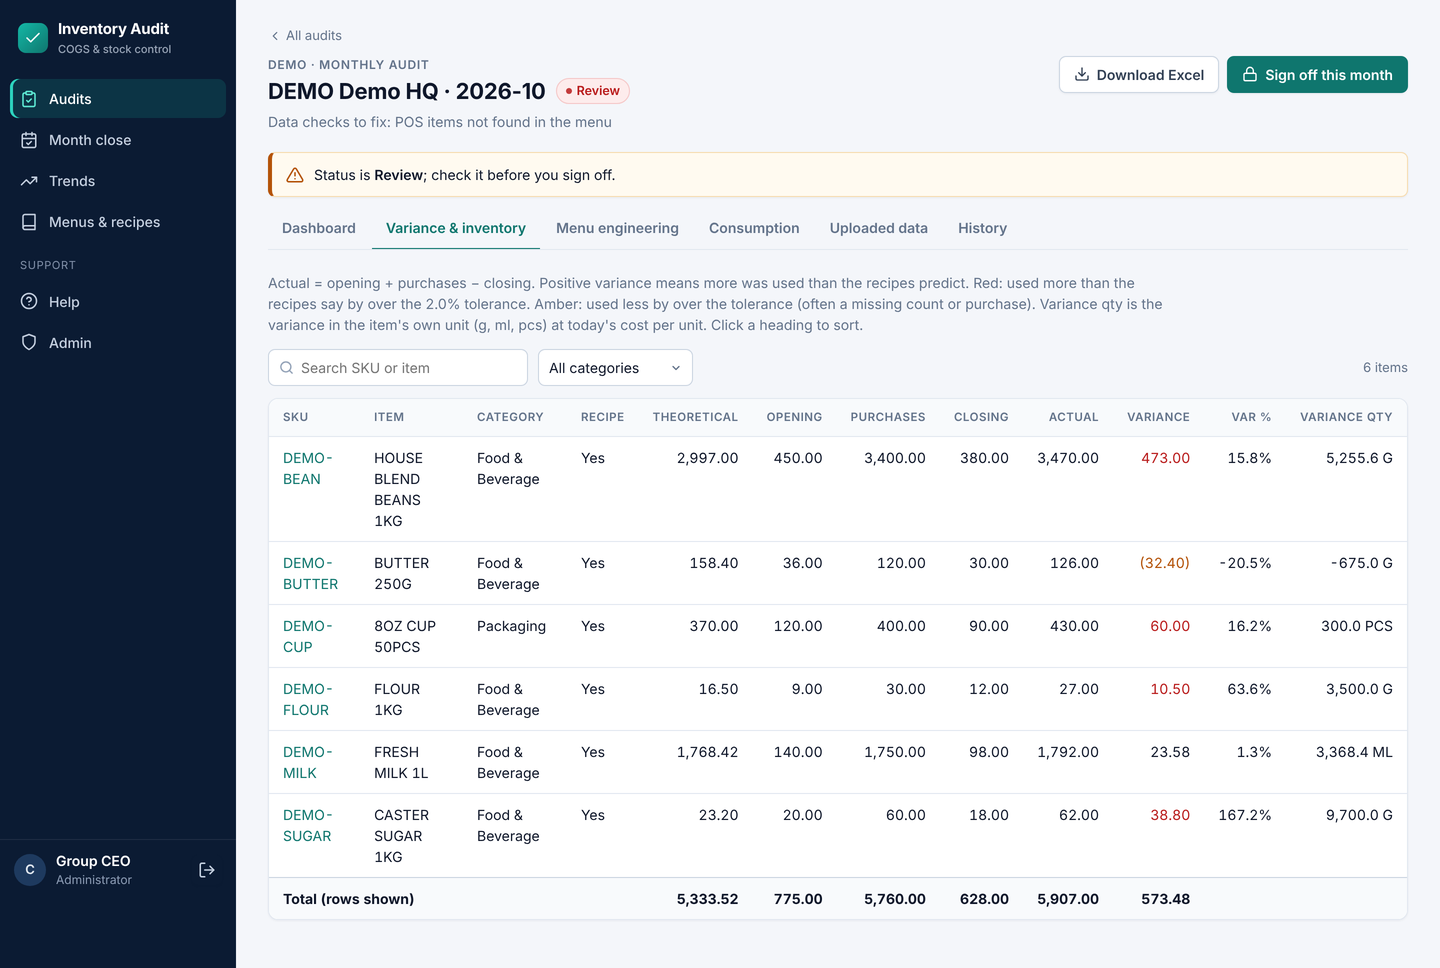 Inventory Audit
COGS & stock control
Audits
Month close
Trends
Menus & recipes
SUPPORT
Help
Admin
C
Group CEO
Administrator
All audits
DEMO · MONTHLY AUDIT
DEMO Demo HQ · 2026-10
Review
Data checks to fix: POS items not found in the menu
Download Excel
Sign off this month
Status is Review; check it before you sign off.
Dashboard Variance & inventory Menu engineering Consumption Uploaded data History
Actual = opening + purchases − closing. Positive variance means more was used than the recipes predict. Red: used more than the
recipes say by over the 2.0% tolerance. Amber: used less by over the tolerance (often a missing count or purchase). Variance qty is the
variance in the item's own unit (g, ml, pcs) at today's cost per unit. Click a heading to sort.
Search SKU or item
All categories
6 items
SKU ITEM CATEGORY RECIPE THEORETICAL OPENING PURCHASES CLOSING ACTUAL VARIANCE VAR % VARIANCE QTY
DEMO- HOUSE Food & Yes 2,997.00 450.00 3,400.00 380.00 3,470.00 473.00 15.8% 5,255.6 G
BEAN BLEND Beverage
BEANS
1KG
DEMO- BUTTER Food & Yes 158.40 36.00 120.00 30.00 126.00 (32.40) -20.5% -675.0 G
BUTTER 250G Beverage
DEMO- 8OZ CUP Packaging Yes 370.00 120.00 400.00 90.00 430.00 60.00 16.2% 300.0 PCS
CUP 50PCS
DEMO- FLOUR Food & Yes 16.50 9.00 30.00 12.00 27.00 10.50 63.6% 3,500.0 G
FLOUR 1KG Beverage
DEMO- FRESH Food & Yes 1,768.42 140.00 1,750.00 98.00 1,792.00 23.58 1.3% 3,368.4 ML
MILK MILK 1L Beverage
DEMO- CASTER Food & Yes 23.20 20.00 60.00 18.00 62.00 38.80 167.2% 9,700.0 G
SUGAR SUGAR Beverage
1KG
Total (rows shown) 5,333.52 775.00 5,760.00 628.00 5,907.00 573.48